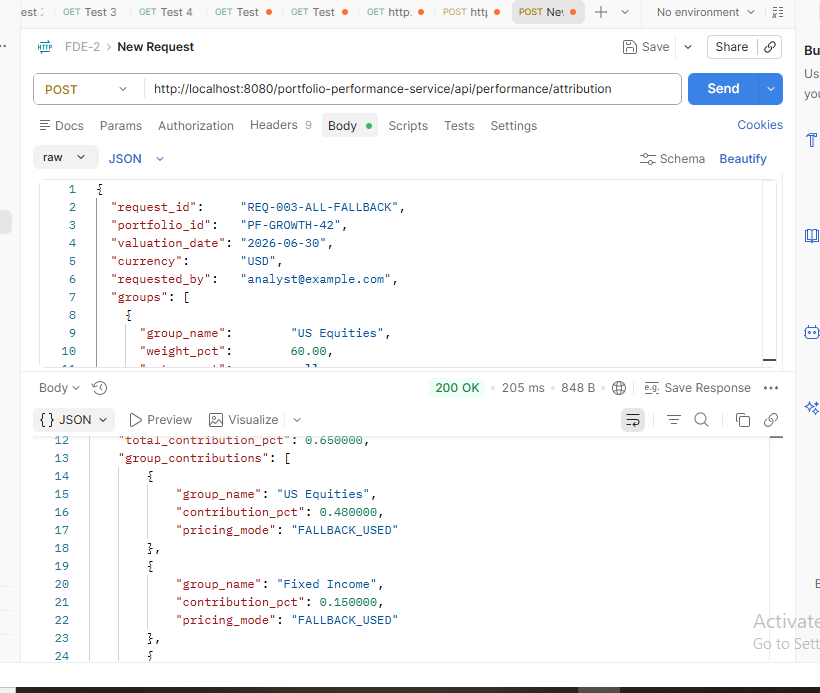 est 2 GET Test 3 GET Test 4 GET Test GET Test GET http: POST htt POST Nev No environment
HTTP FDE-2 > New Request Save Share
POST http://localhost:8080/portfolio-performance-service/api/performance/attribution Send
Docs Params Authorization Headers 9 Body Scripts Tests Settings Cookies
raw JSON Schema Beautify
1 {
2 "request_id": "REQ-003-ALL-FALLBACK",
3 "portfolio_id": "PF-GROWTH-42",
4 "valuation_date": "2026-06-30",
5 "currency": "USD",
6 "requested_by": "analyst@example.com",
7 "groups": [
8 {
9 "group_name": "US Equities",
10 "weight_pct": 60.00,
Body 200 OK • 205 ms • 848 B • e.g. Save Response
{} JSON Preview Visualize
12 "total_contribution_pct": 0.650000,
13 "group_contributions": [
14 {
15 "group_name": "US Equities",
16 "contribution_pct": 0.480000,
17 "pricing_mode": "FALLBACK_USED"
18 },
19 {
20 "group_name": "Fixed Income",
21 "contribution_pct": 0.150000,
22 "pricing_mode": "FALLBACK_USED"
23 },
24 {
Bu
Us
you
E
Activate
Go to Sett